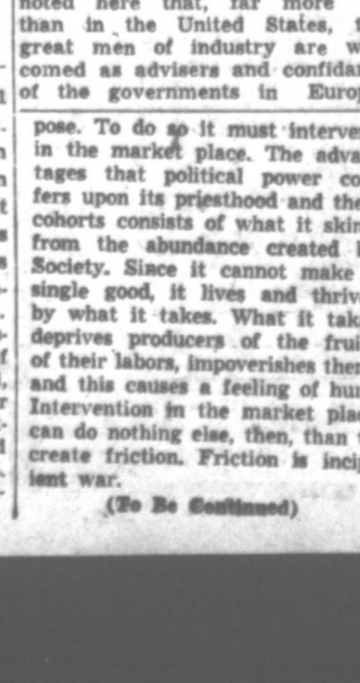 noted here that, far more
than in the United States,
great men of industry are w
comed as advisers and confidan
of the governments in Europ
pose. To do so it must interve
in the market place. The adva
tages that political power co
fers upon its priesthood and the
cohorts consists of what it skin
from the abundance created
Society. Since it cannot make
single good, it lives and thriv
by what it takes. What it tak
deprives producers of the frui
of their labors, impoverishes the
and this causes a feeling of hur
Intervention in the market plac
can do nothing else, then, than
create friction. Friction is incip
ient war.
(To Be Continued)